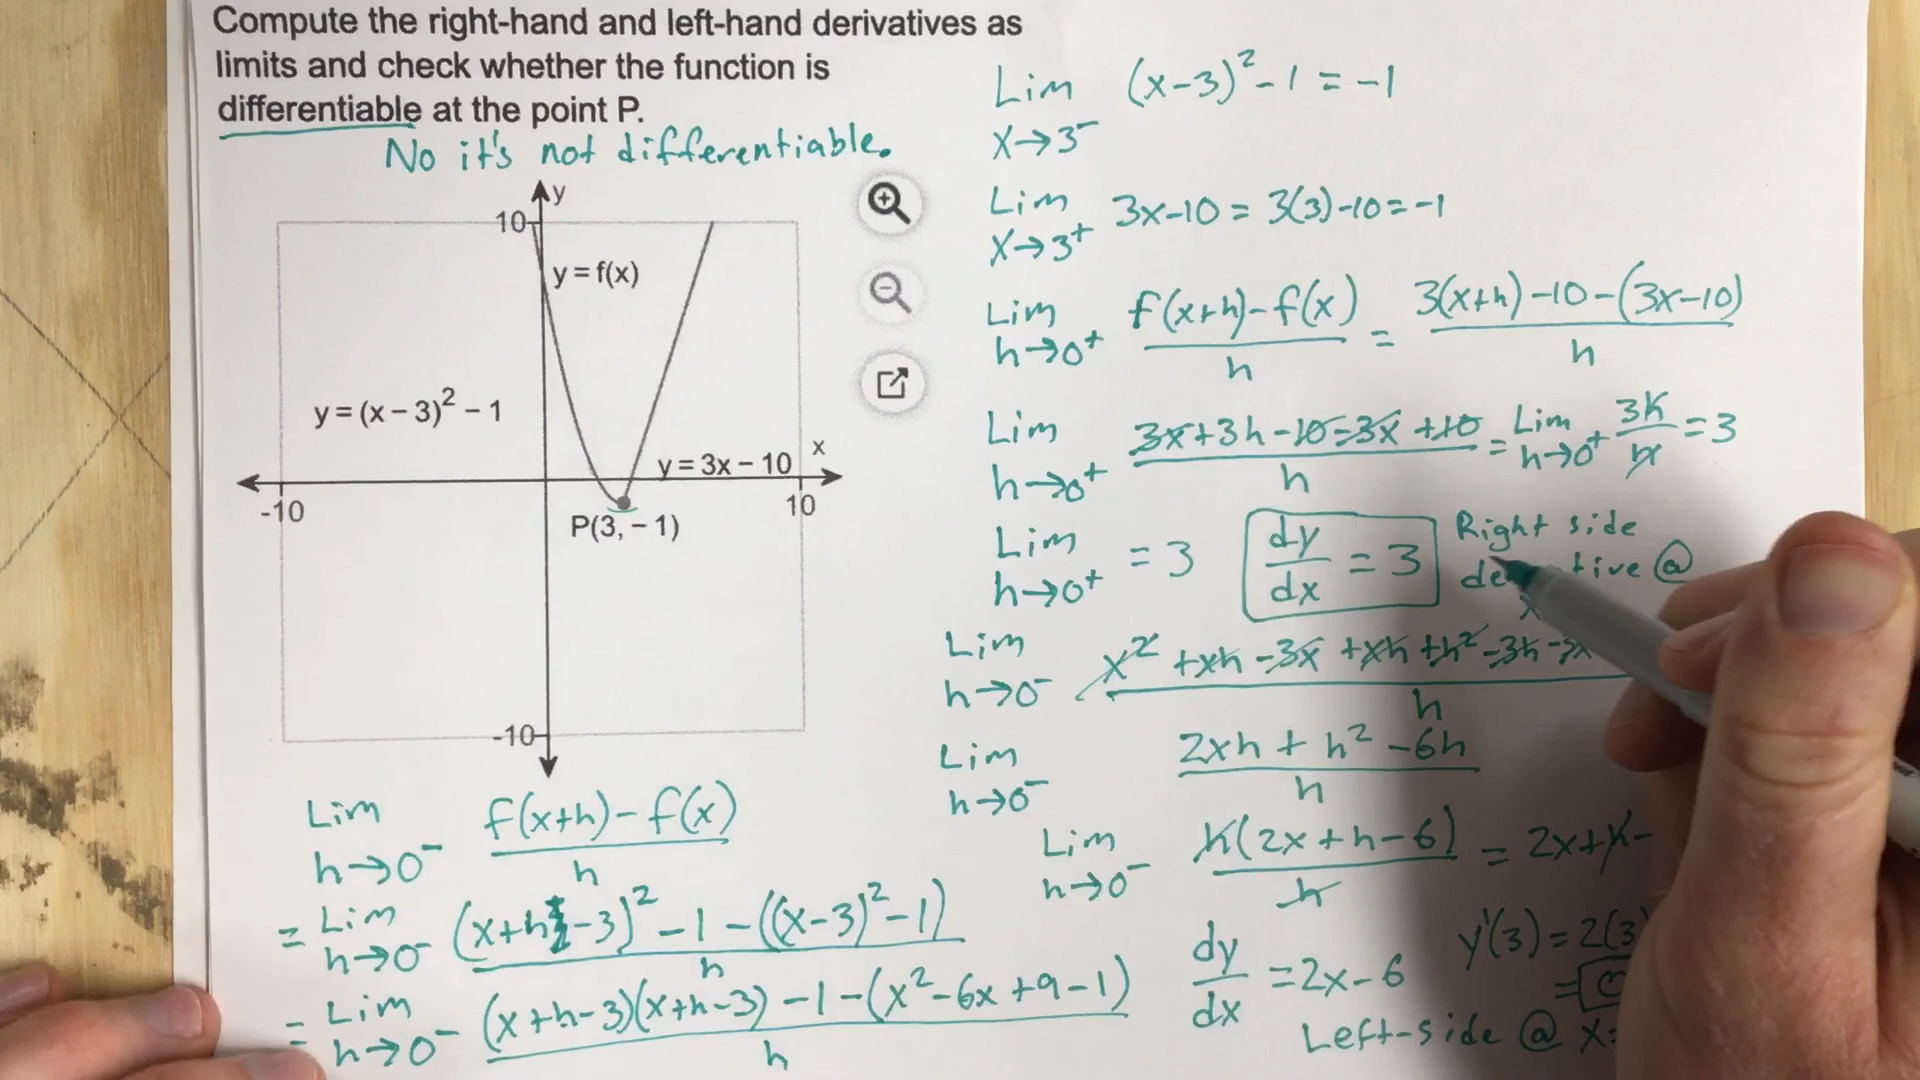 Compute the right-hand and left-hand derivatives as
limits and check whether the function is
differentiable at the point P.
No it's not differentiable.
y
10
y = f(x)
y = (x − 3)² − 1
x
y = 3x − 10
-10
10
P(3, − 1)
-10
Lim f(x+h)-f(x)
h→0⁻ h
= Lim (x+h-3)² -1 -((x-3)²-1)
h→0⁻ h
= Lim (x+h-3)(x+h-3) -1 -(x²-6x+9-1)
h→0⁻ h
Lim (x-3)² -1 = -1
x→3⁻
Lim 3x-10 = 3(3)-10 = -1
x→3⁺
Lim f(x+h)-f(x) = 3(x+h)-10-(3x-10)
h→0⁺ h h
Lim 3x+3h-10-3x+10 = Lim 3h = 3
h→0⁺ h h→0⁺ h
Lim = 3 dy = 3 Right side
h→0⁺ dx @
Lim x² +xh -3x +xh +h² -3h -3x
h→0⁻ h
Lim 2xh + h² -6h
h→0⁻ h
Lim h(2x+h-6) = 2x+h-
h→0⁻ h
dy = 2x-6 y'(3) = 2(3
dx =
Left-side @ x=